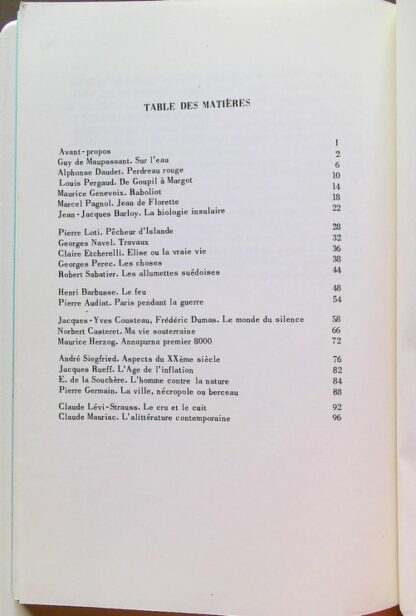 TABLE DES MATIÈRES
Avant-propos 1
Guy de Maupassant. Sur l'eau 2
Alphonse Daudet. Perdreau rouge 6
Louis Pergaud. De Goupil à Margot 10
Maurice Genevoix. Raboliot 14
Marcel Pagnol. Jean de Florette 18
Jean-Jacques Barloy. La biologie insulaire 22
Pierre Loti. Pêcheur d'Islande 28
Georges Navel. Travaux 32
Claire Etcherelli. Elise ou la vraie vie 36
Georges Perec. Les choses 38
Robert Sabatier. Les allumettes suédoises 44
Henri Barbusse. Le feu 48
Pierre Audiat. Paris pendant la guerre 54
Jacques-Yves Cousteau, Frédéric Dumas. Le monde du silence 58
Norbert Casteret. Ma vie souterraine 66
Maurice Herzog. Annapurna premier 8000 72
André Siegfried. Aspects du XXème siècle 76
Jacques Rueff. L'Age de l'inflation 82
E. de la Souchère. L'homme contre la nature 84
Pierre Germain. La ville, nécropole ou berceau 88
Claude Lévi-Strauss. Le cru et le cuit 92
Claude Mauriac. L'alittérature contemporaine 96